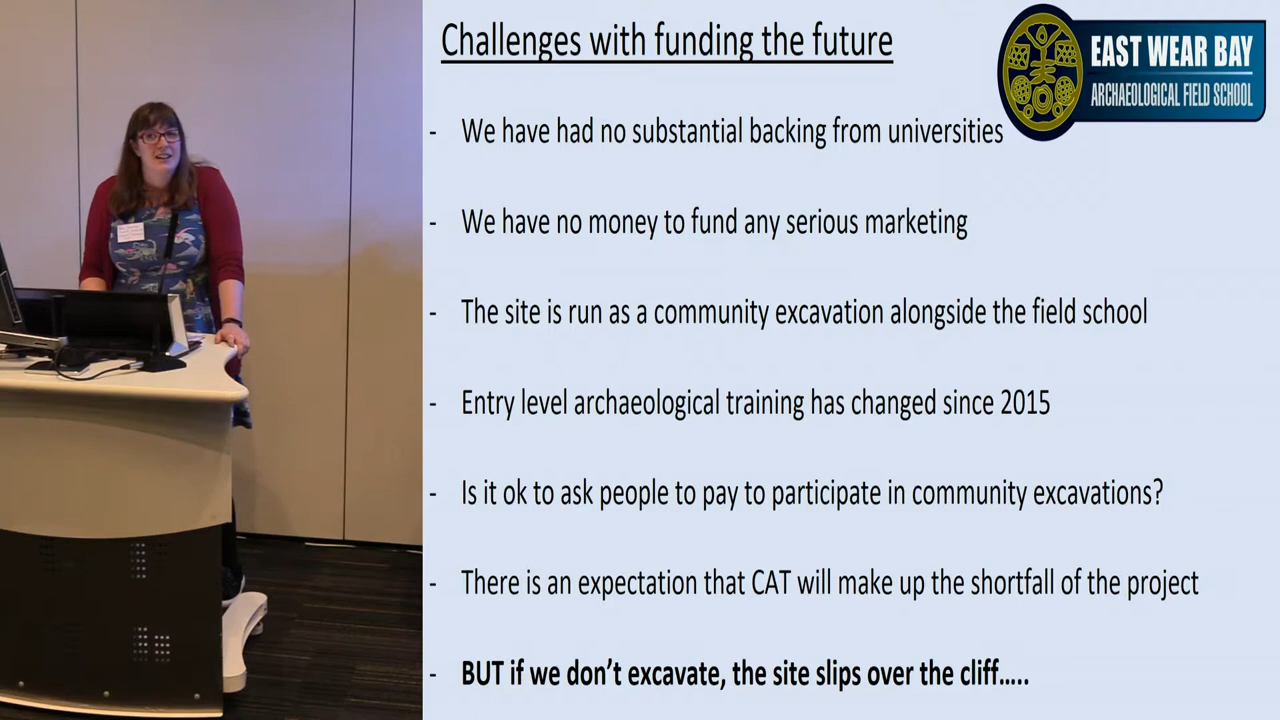 Challenges with funding the future
EAST WEAR BAY
ARCHAEOLOGICAL FIELD SCHOOL
- We have had no substantial backing from universities
- We have no money to fund any serious marketing
- The site is run as a community excavation alongside the field school
- Entry level archaeological training has changed since 2015
- Is it ok to ask people to pay to participate in community excavations?
- There is an expectation that CAT will make up the shortfall of the project
- BUT if we don’t excavate, the site slips over the cliff…..